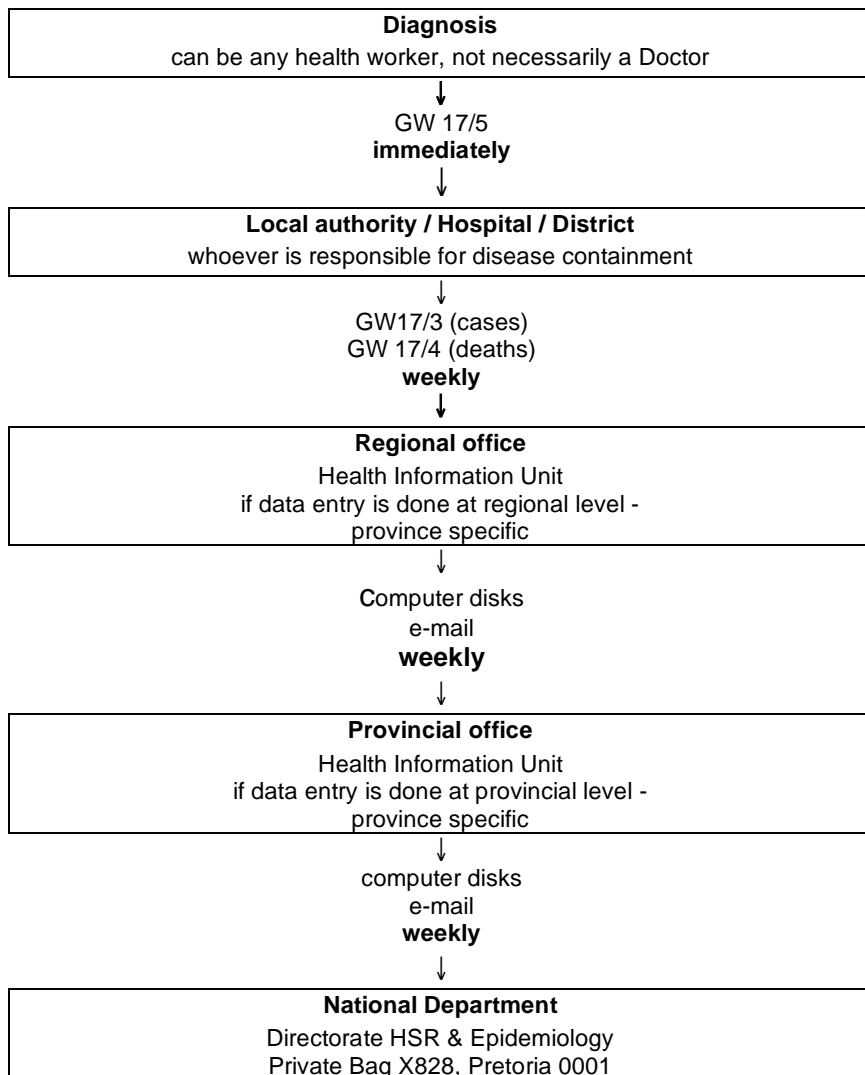 Diagnosis
can be any health worker, not necessarily a Doctor
GW 17/5
immediately
Local authority / Hospital / District
whoever is responsible for disease containment
GW17/3 (cases)
GW 17/4 (deaths)
weekly
Regional office
Health Information Unit
if data entry is done at regional level -
province specific
Computer disks
e-mail
weekly
Provincial office
Health Information Unit
if data entry is done at provincial level -
province specific
computer disks
e-mail
weekly
National Department
Directorate HSR & Epidemiology
Private Bag X828, Pretoria 0001